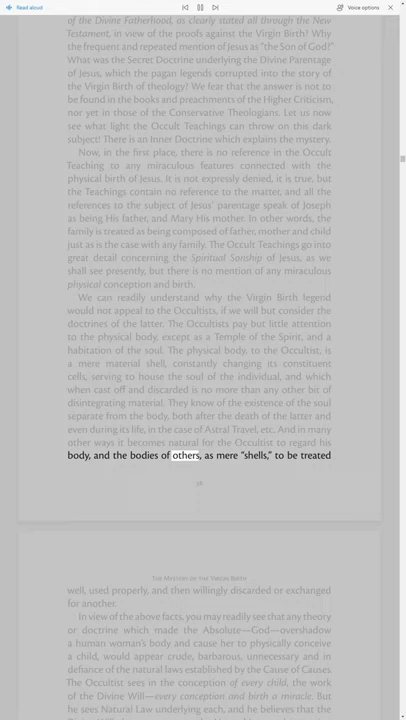 Read aloud
Voice options
of the Divine Fatherhood, as clearly stated all through the New
Testament, in view of the proofs against the Virgin Birth? Why
the frequent and repeated mention of Jesus as "the Son of God?"
What was the Secret Doctrine underlying the Divine Parentage
of Jesus, which the pagan legends corrupted into the story of
the Virgin Birth of theology? We fear that the answer is not to
be found in the books and preachments of the Higher Criticism,
nor yet in those of the Conservative Theologians. Let us now
see what light the Occult Teachings can throw on this dark
subject! There is an Inner Doctrine which explains the mystery.
Now, in the first place, there is no reference in the Occult
Teaching to any miraculous features connected with the
physical birth of Jesus. It is not expressly denied, it is true, but
the Teachings contain no reference to the matter, and all the
references to the subject of Jesus' parentage speak of Joseph
as being His father, and Mary His mother. In other words, the
family is treated as being composed of father, mother and child
just as is the case with any family. The Occult Teachings go into
great detail concerning the Spiritual Sonship of Jesus, as we
shall see presently, but there is no mention of any miraculous
physical conception and birth.
We can readily understand why the Virgin Birth legend
would not appeal to the Occultists, if we will but consider the
doctrines of the latter. The Occultists pay but little attention
to the physical body, except as a Temple of the Spirit, and a
habitation of the soul. The physical body, to the Occultist, is
a mere material shell, constantly changing its constituent
cells, serving to house the soul of the individual, and which
when cast off and discarded is no more than any other bit of
disintegrating material. They know of the existence of the soul
separate from the body, both after the death of the latter and
even during its life, in the case of Astral Travel, etc. And in many
other ways it becomes natural for the Occultist to regard his
body, and the bodies of others, as mere "shells," to be treated
The Mystery of the Virgin Birth
well, used properly, and then willingly discarded or exchanged
for another.
In view of the above facts, you may readily see that any theory
or doctrine which made the Absolute—God—overshadow
a human woman's body and cause her to physically conceive
a child, would appear crude, barbarous, unnecessary and in
defiance of the natural laws established by the Cause of Causes.
The Occultist sees in the conception of every child, the work
of the Divine Will—every conception and birth a miracle. But
he sees Natural Law underlying each, and he believes that the